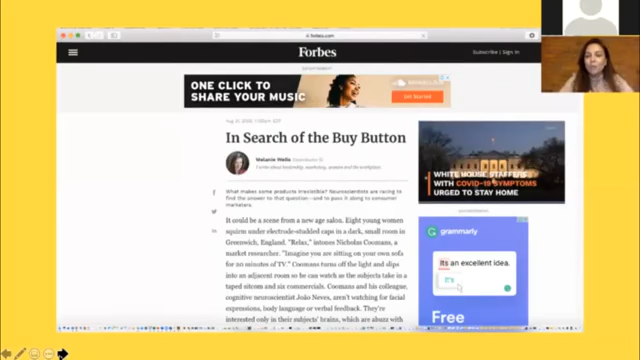 forbes.com
Forbes
Subscribe | Sign In
ADVERTISEMENT
ONE CLICK TO
SHARE YOUR MUSIC
Get Started
In Search of the Buy Button
Melanie Wells
What makes some products irresistible? Neuroscientists are racing to
find the answer to that question—and to pass it along to consumer
marketers.
It could be a scene from a new age salon. Eight young women
squirm under electrode-studded caps in a dark, small room in
Greenwich, England. "Relax," intones Nicholas Coomans, a
market researcher. "Imagine you are sitting on your own sofa
for 20 minutes of TV." Coomans turns off the light and slips
into an adjacent room so he can watch as the subjects take in a
taped sitcom and six commercials. Coomans and his colleague,
cognitive neuroscientist João Neves, aren't watching for facial
expressions, body language or verbal feedback. They're
interested only in their subjects' brains, which are abuzz with
WHITE HOUSE STAFFERS
WITH COVID-19 SYMPTOMS
URGED TO STAY HOME
ADVERTISEMENT
grammarly
Its an excellent idea.
It's
Free